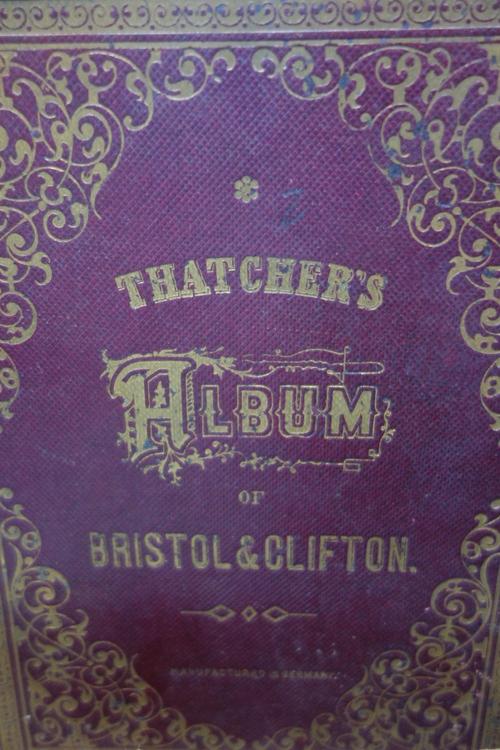 THATCHER'S
ALBUM
OF
BRISTOL & CLIFTON.
MANUFACTURED IN GERMANY.